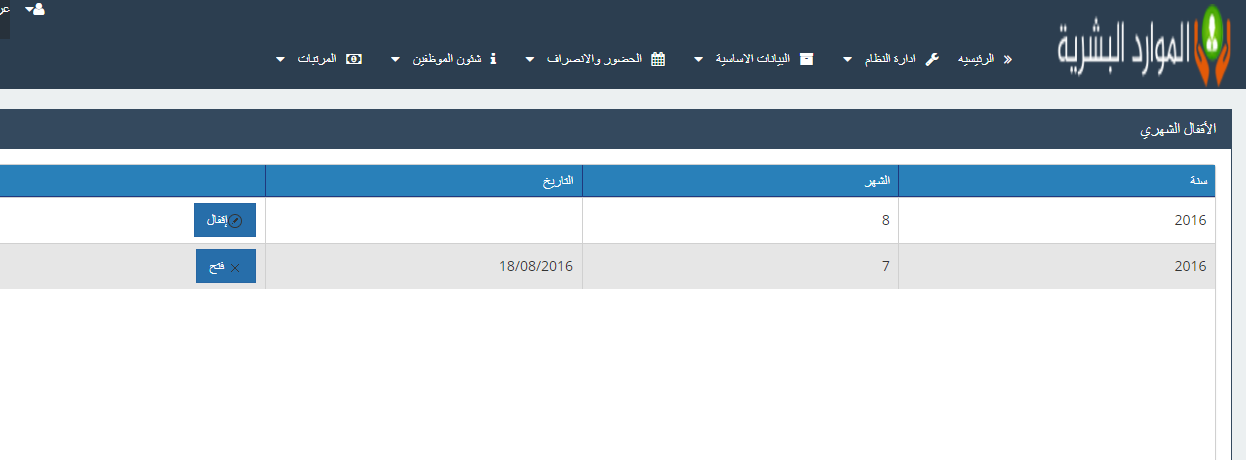 عر
الموارد البشرية
الرئيسيه ادارة النظام البيانات الاساسية الحضور والانصراف شئون الموظفين المرتبات
الأقفال الشهري
سنة الشهر التاريخ
2016 8 إقفال
2016 7 18/08/2016 فتح